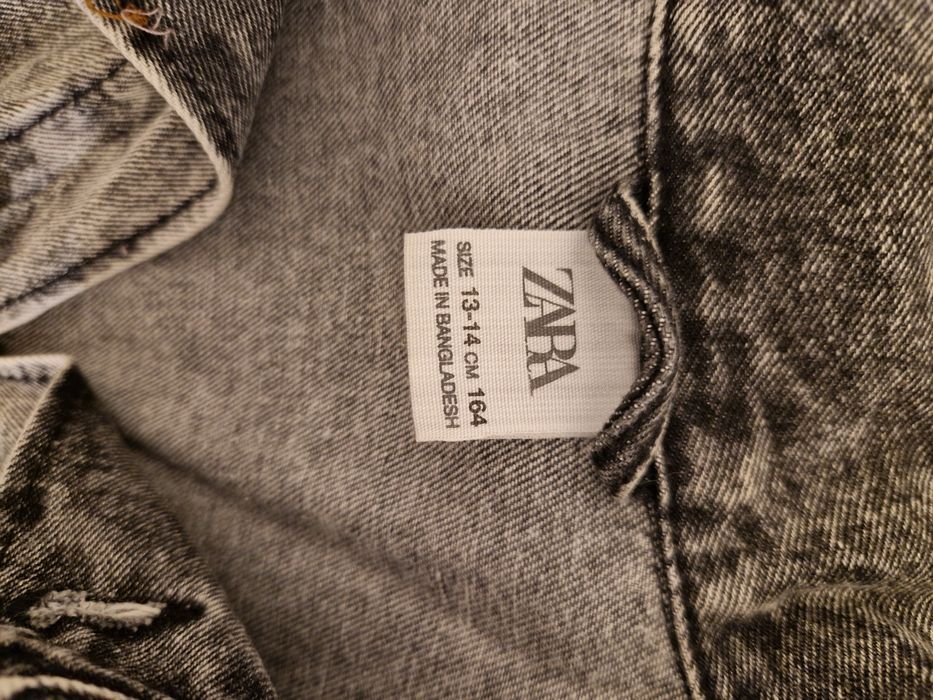 ZARA
SIZE 13-14 CM 164
MADE IN BANGLADESH